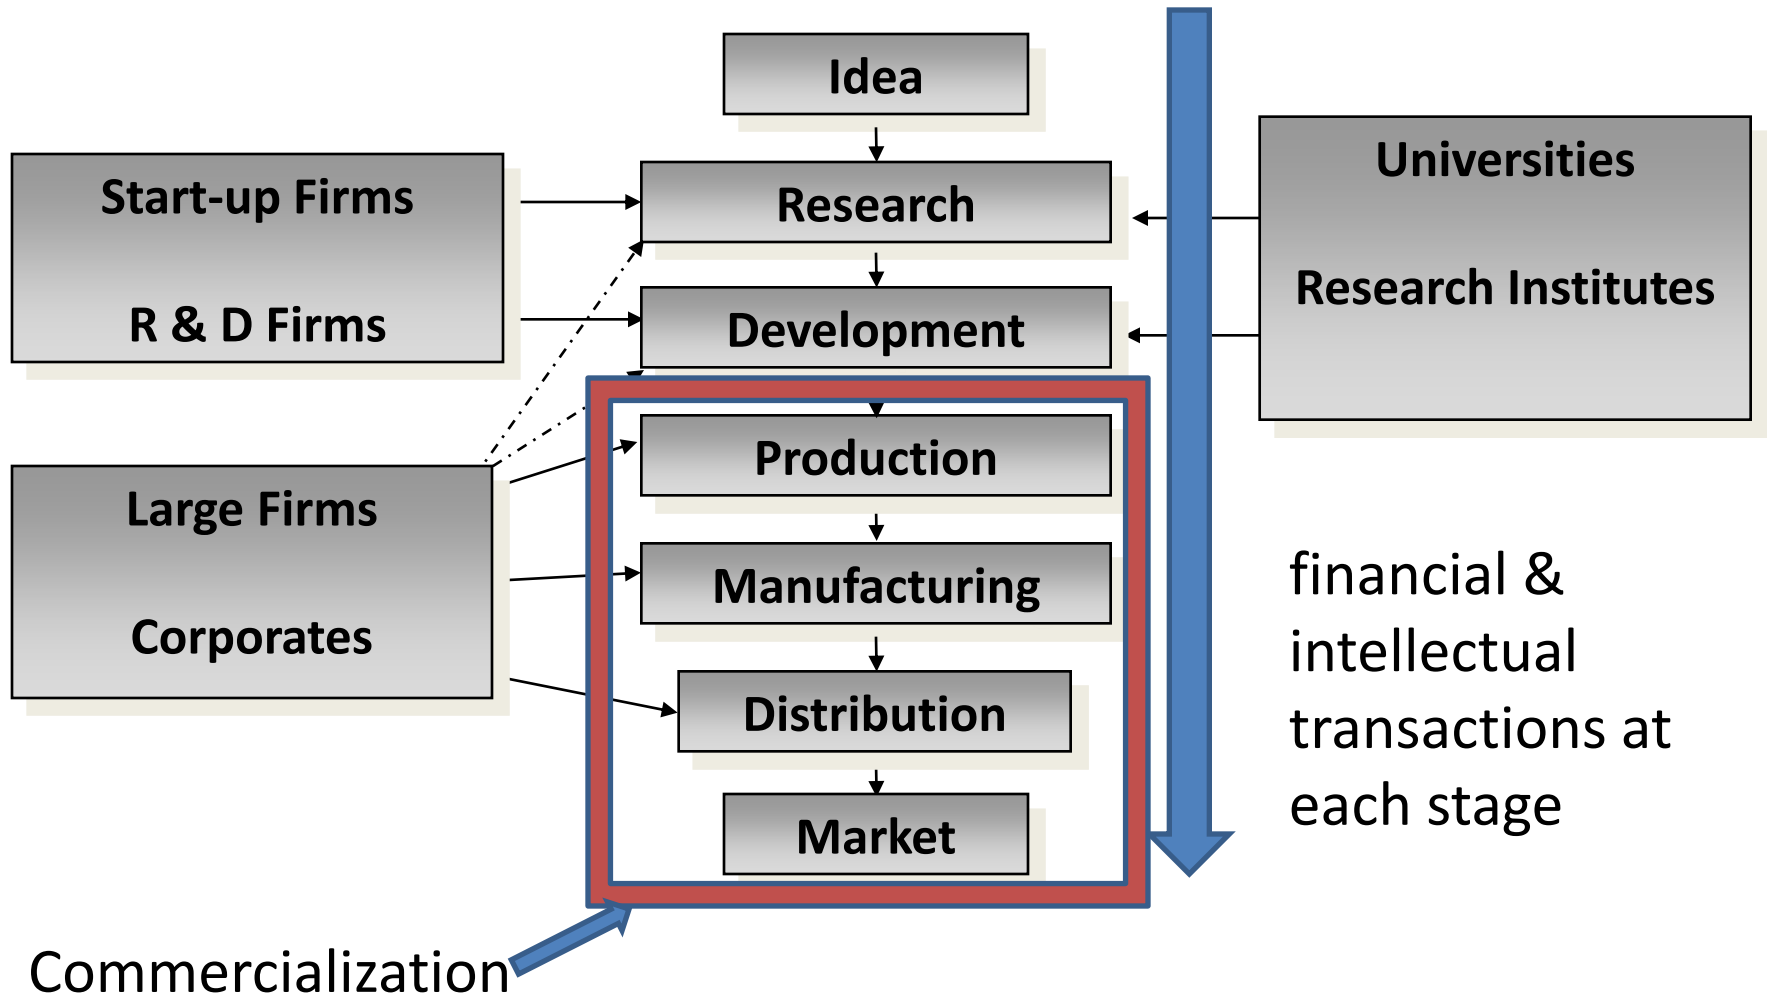 Idea
Start-up Firms
R & D Firms
Research
Universities
Research Institutes
Development
Large Firms
Corporates
Production
Manufacturing
Distribution
Market
financial &
intellectual
transactions at
each stage
Commercialization